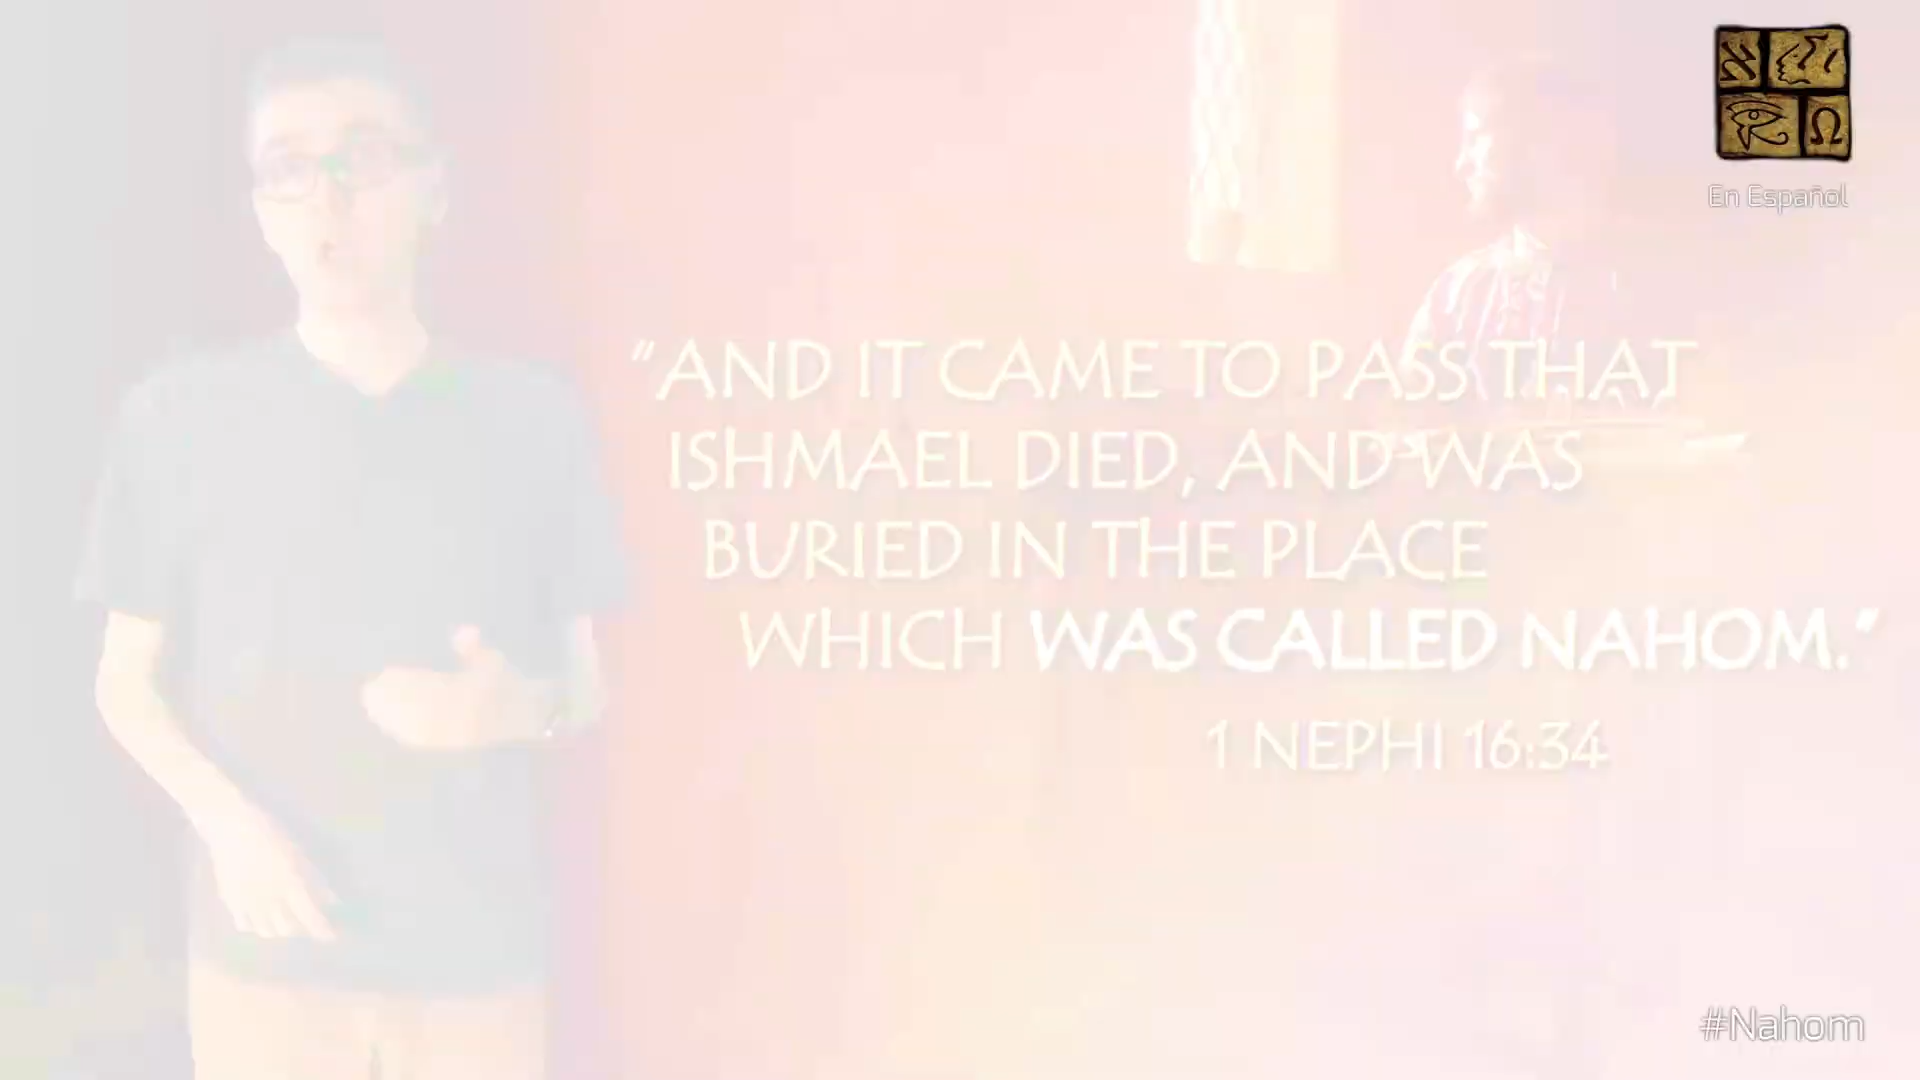 En Español
"AND IT CAME TO PASS THAT
ISHMAEL DIED, AND WAS
BURIED IN THE PLACE
WHICH WAS CALLED NAHOM."
1 NEPHI 16:34
#Nahom